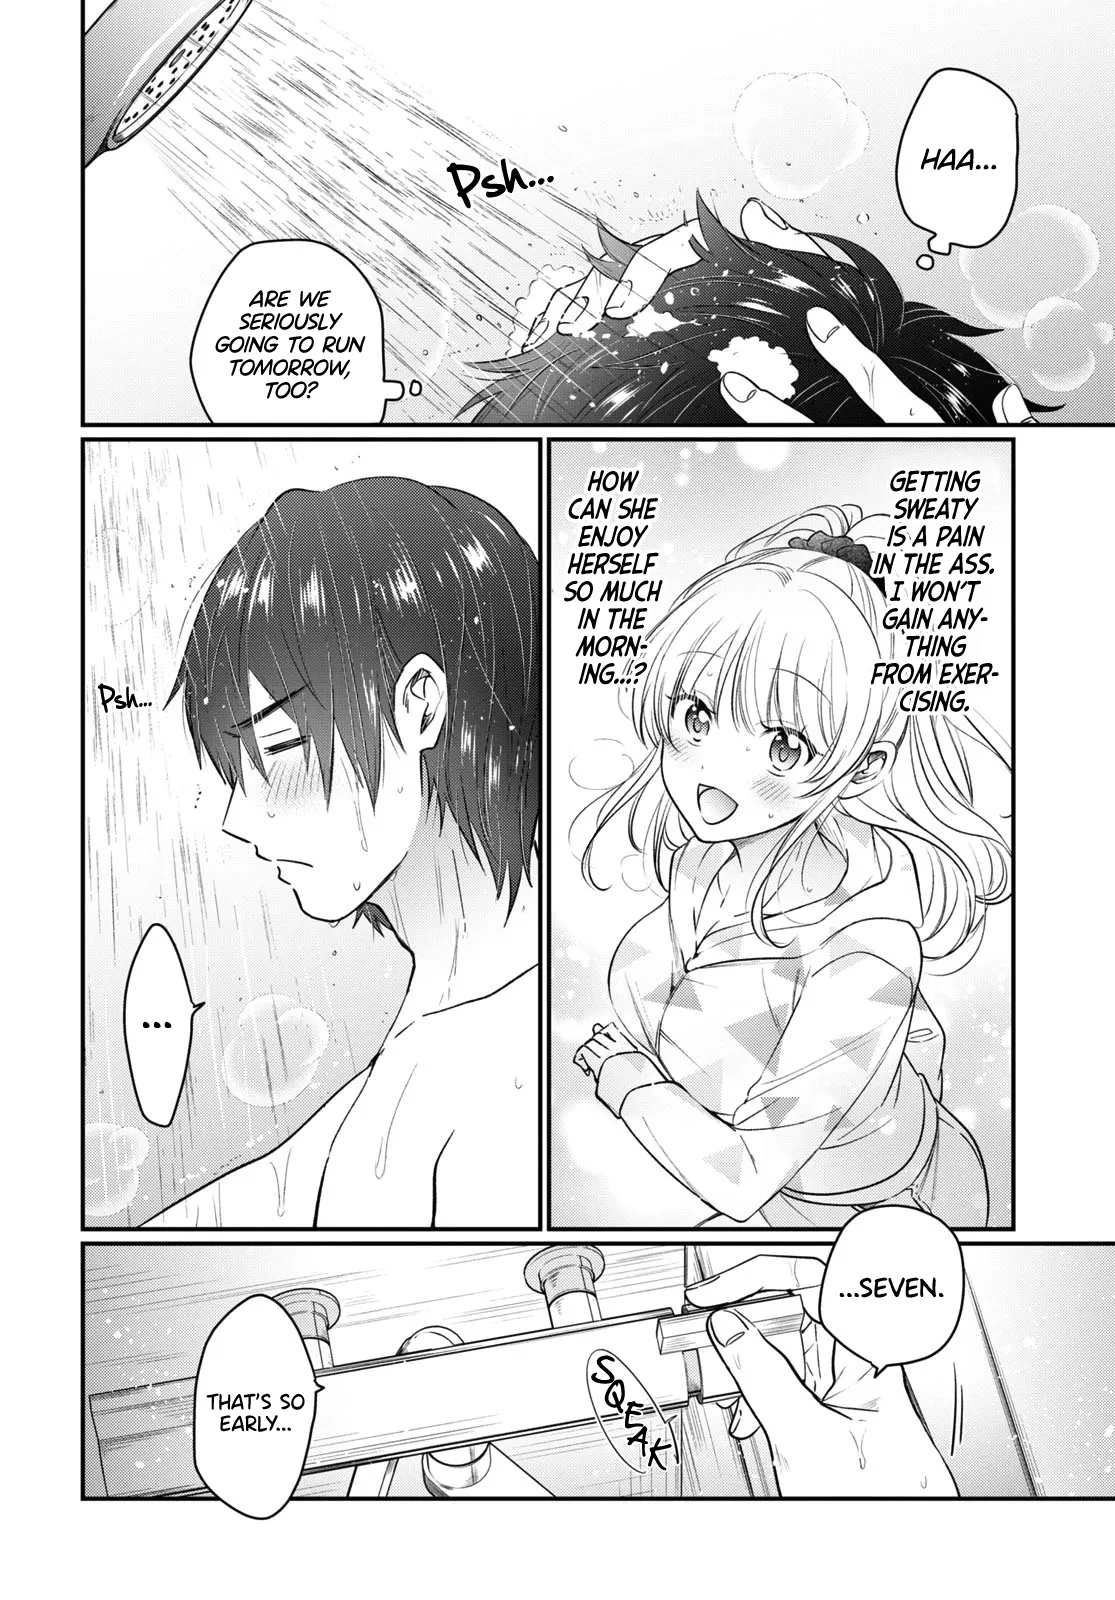 HAA...
Psh...
ARE WE
SERIOUSLY
GOING TO RUN
TOMORROW,
TOO?
GETTING
SWEATY
IS A PAIN
IN THE ASS.
I WON'T
GAIN ANY-
THING
FROM EXER-
CISING.
HOW
CAN SHE
ENJOY
HERSELF
SO MUCH
IN THE
MORN-
ING...?
Psh...
...
...SEVEN.
SQEAK
THAT'S SO
EARLY...